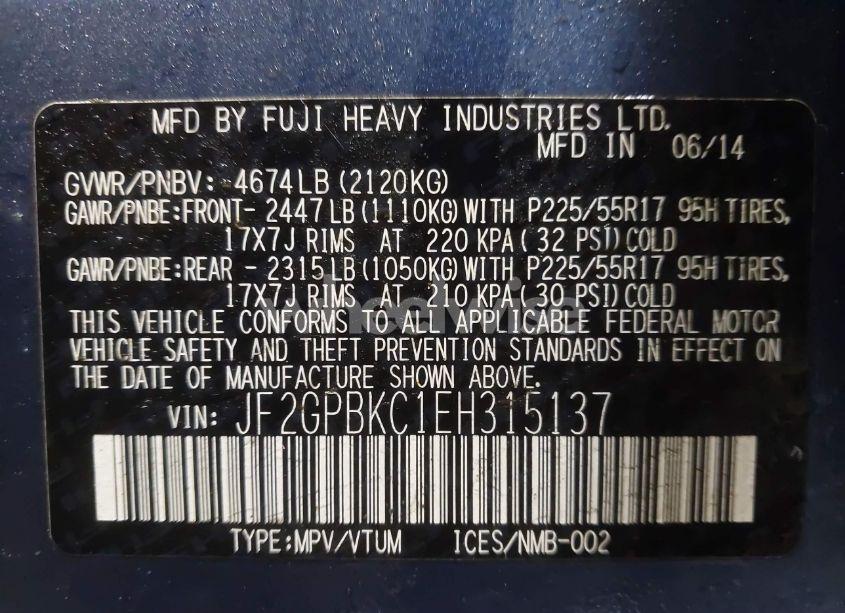 MFD BY FUJI HEAVY INDUSTRIES LTD.
MFD IN 06/14
GVWR/PNBV: 4674LB (2120KG)
GAWR/PNBE:FRONT- 2447LB (1110KG) WITH P225/55R17 95H TIRES,
17X7J RIMS AT 220 KPA ( 32 PSI) COLD
GAWR/PNBE:REAR - 2315LB (1050KG) WITH P225/55R17 95H TIRES,
17X7J RIMS AT 210 KPA ( 30 PSI) COLD
THIS VEHICLE CONFORMS TO ALL APPLICABLE FEDERAL MOTOR
VEHICLE SAFETY AND THEFT PREVENTION STANDARDS IN EFFECT ON
THE DATE OF MANUFACTURE SHOWN ABOVE.
VIN: JF2GPBKC1EH315137
TYPE:MPV/VTUM ICES/NMB-002